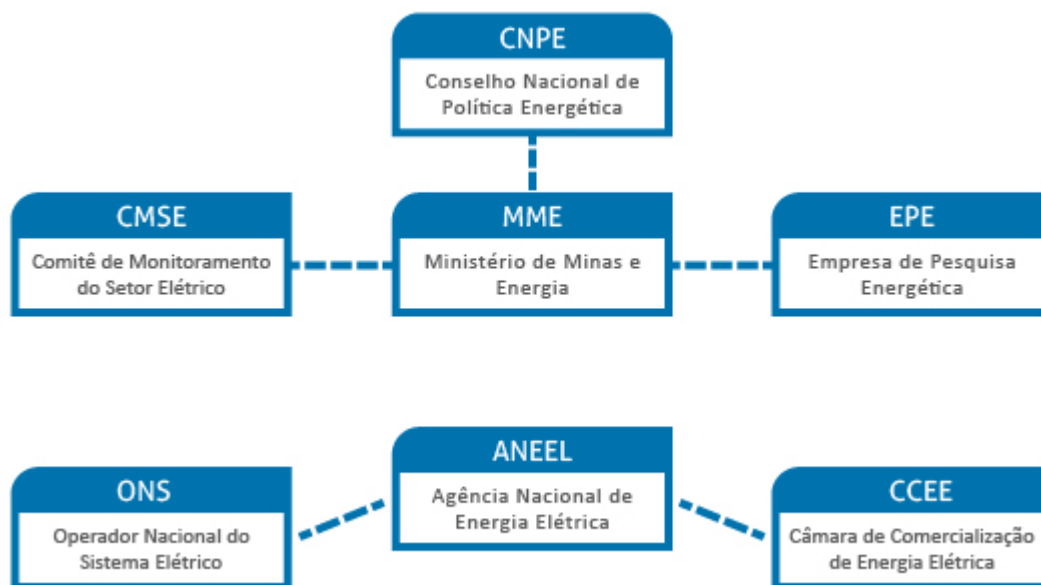 CNPE
Conselho Nacional de
Política Energética
CMSE
Comitê de Monitoramento
do Setor Elétrico
MME
Ministério de Minas e
Energia
EPE
Empresa de Pesquisa
Energética
ANEEL
Agência Nacional de
Energia Elétrica
ONS
Operador Nacional do
Sistema Elétrico
CCEE
Câmara de Comercialização
de Energia Elétrica